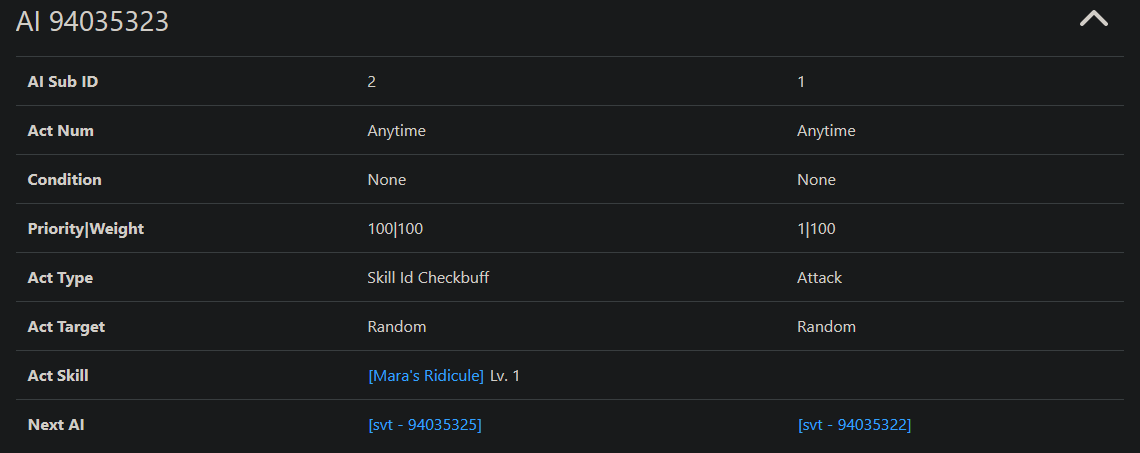 AI 94035323
AI Sub ID 2 1
Act Num Anytime Anytime
Condition None None
Priority|Weight 100|100 1|100
Act Type Skill Id Checkbuff Attack
Act Target Random Random
Act Skill [Mara's Ridicule] Lv. 1
Next AI [svt - 94035325] [svt - 94035322]